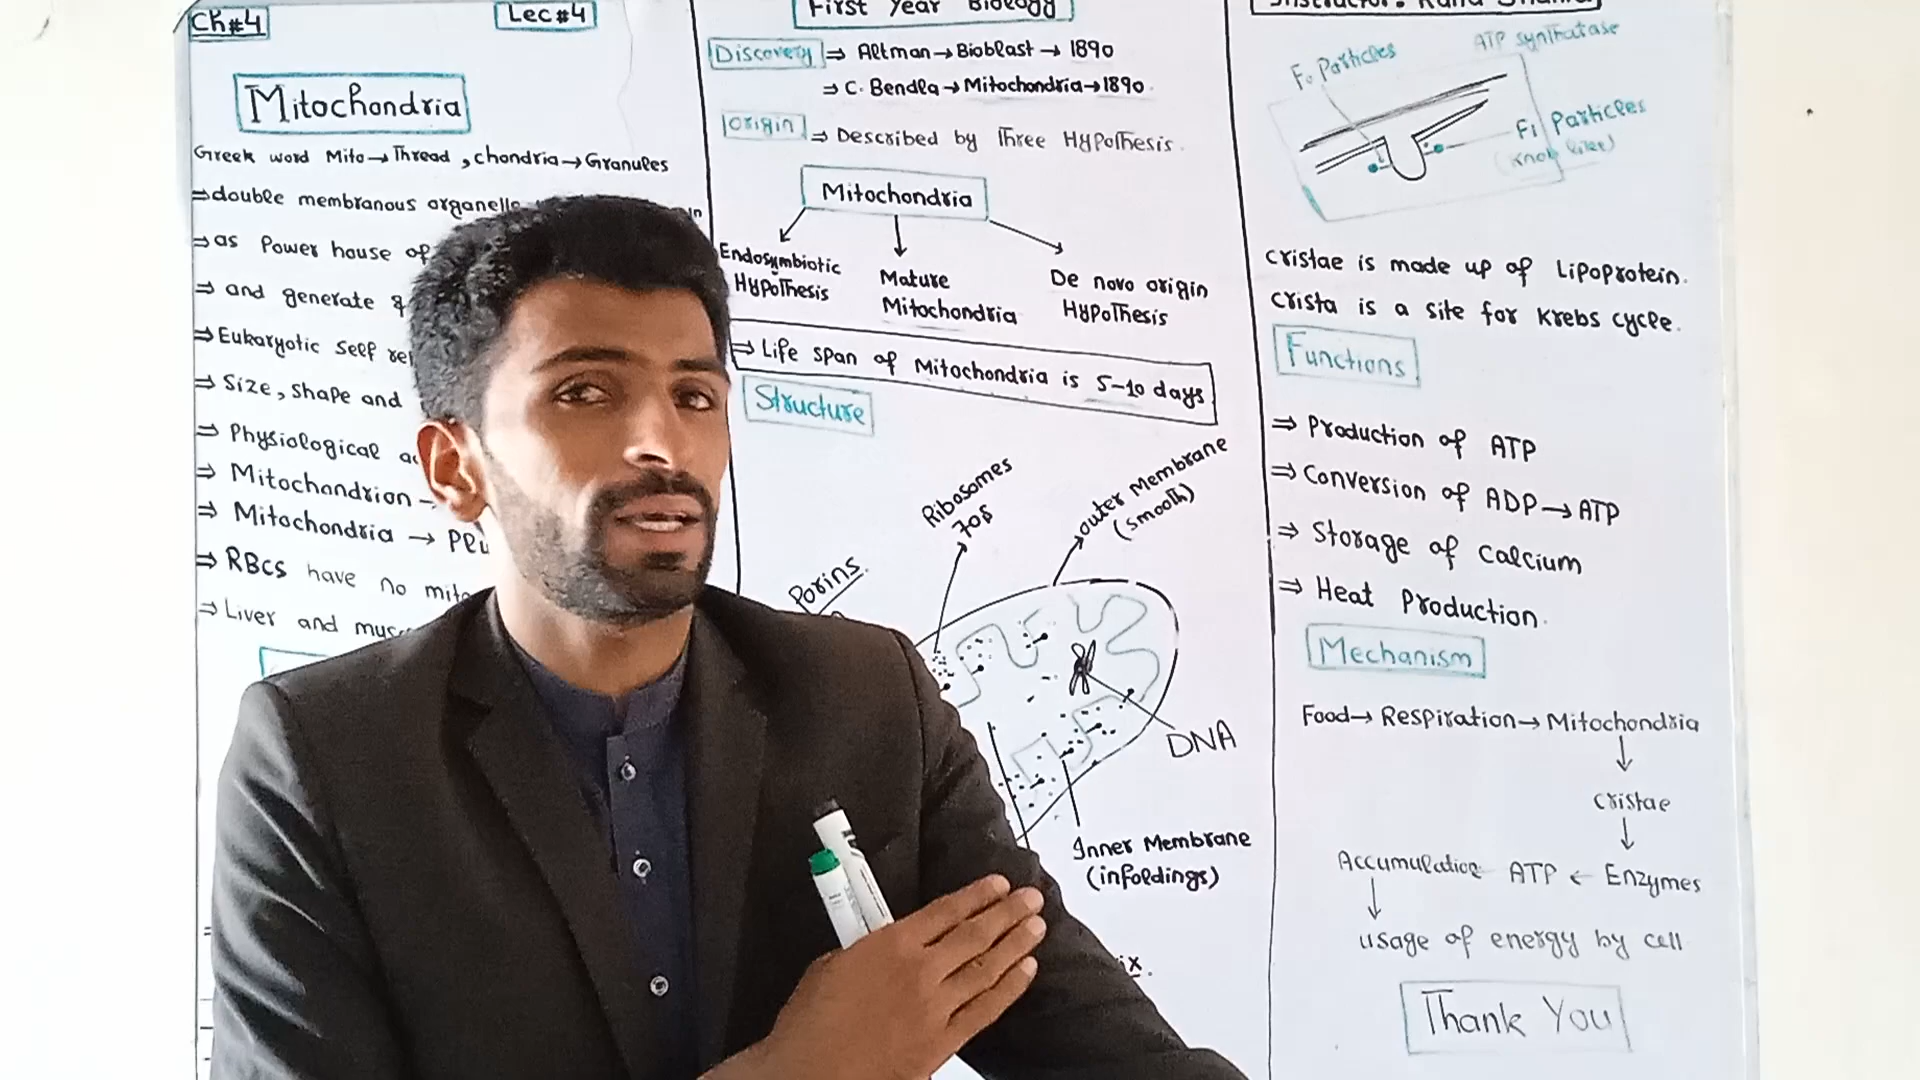 Ch#4
Lec#4
Mitochondria
Greek word Mito→Thread, chondria→Granules
⇒double membranous organelle
⇒as Power house of
⇒ and generate
⇒Eukaryotic Self
⇒ Size, Shape and
⇒ Physiological
⇒ Mitochondrion -
⇒ Mitochondria →
⇒ RBCs have no
⇒ Liver and
First Year Biology
Discovery ⇒ Altman→Bioblast→ 1890
⇒ C. Bendla→Mitochondria→1890.
Origin ⇒ Described by Three Hypothesis.
Mitochondria
Endosymbiotic
Hypothesis
Mature
Mitochondria
De novo origin
Hypothesis
⇒ Life span of Mitochondria is 5-10 days
Structure
Ribosomes
70s
outer Membrane
(smooth)
Porins.
DNA
Inner Membrane
(infoldings)
F₀ Particles
ATP synthatase
F1 Particles
(Knob like)
Cristae is made up of Lipoprotein.
Crista is a site for Krebs cycle.
Functions
⇒ Production of ATP
⇒ Conversion of ADP→ATP
⇒ Storage of Calcium
⇒ Heat Production.
Mechanism
Food→Respiration→Mitochondria
↓
cristae
↓
Accumulation ATP ← Enzymes
↓
usage of energy by cell
Thank You